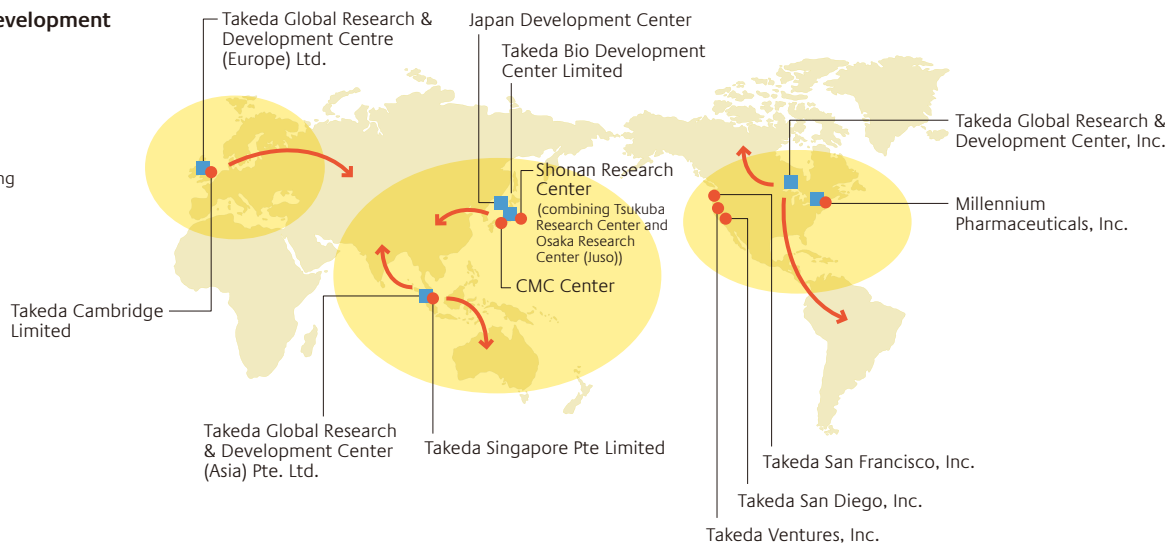 evelopment
ng
Takeda Global Research &
Development Centre
(Europe) Ltd.
Japan Development Center
Takeda Bio Development
Center Limited
Takeda Global Research &
Development Center, Inc.
Shonan Research
Center
(combining Tsukuba
Research Center and
Osaka Research
Center (Juso))
Millennium
Pharmaceuticals, Inc.
CMC Center
Takeda Cambridge
Limited
Takeda Global Research
& Development Center
(Asia) Pte. Ltd.
Takeda Singapore Pte Limited
Takeda San Francisco, Inc.
Takeda San Diego, Inc.
Takeda Ventures, Inc.